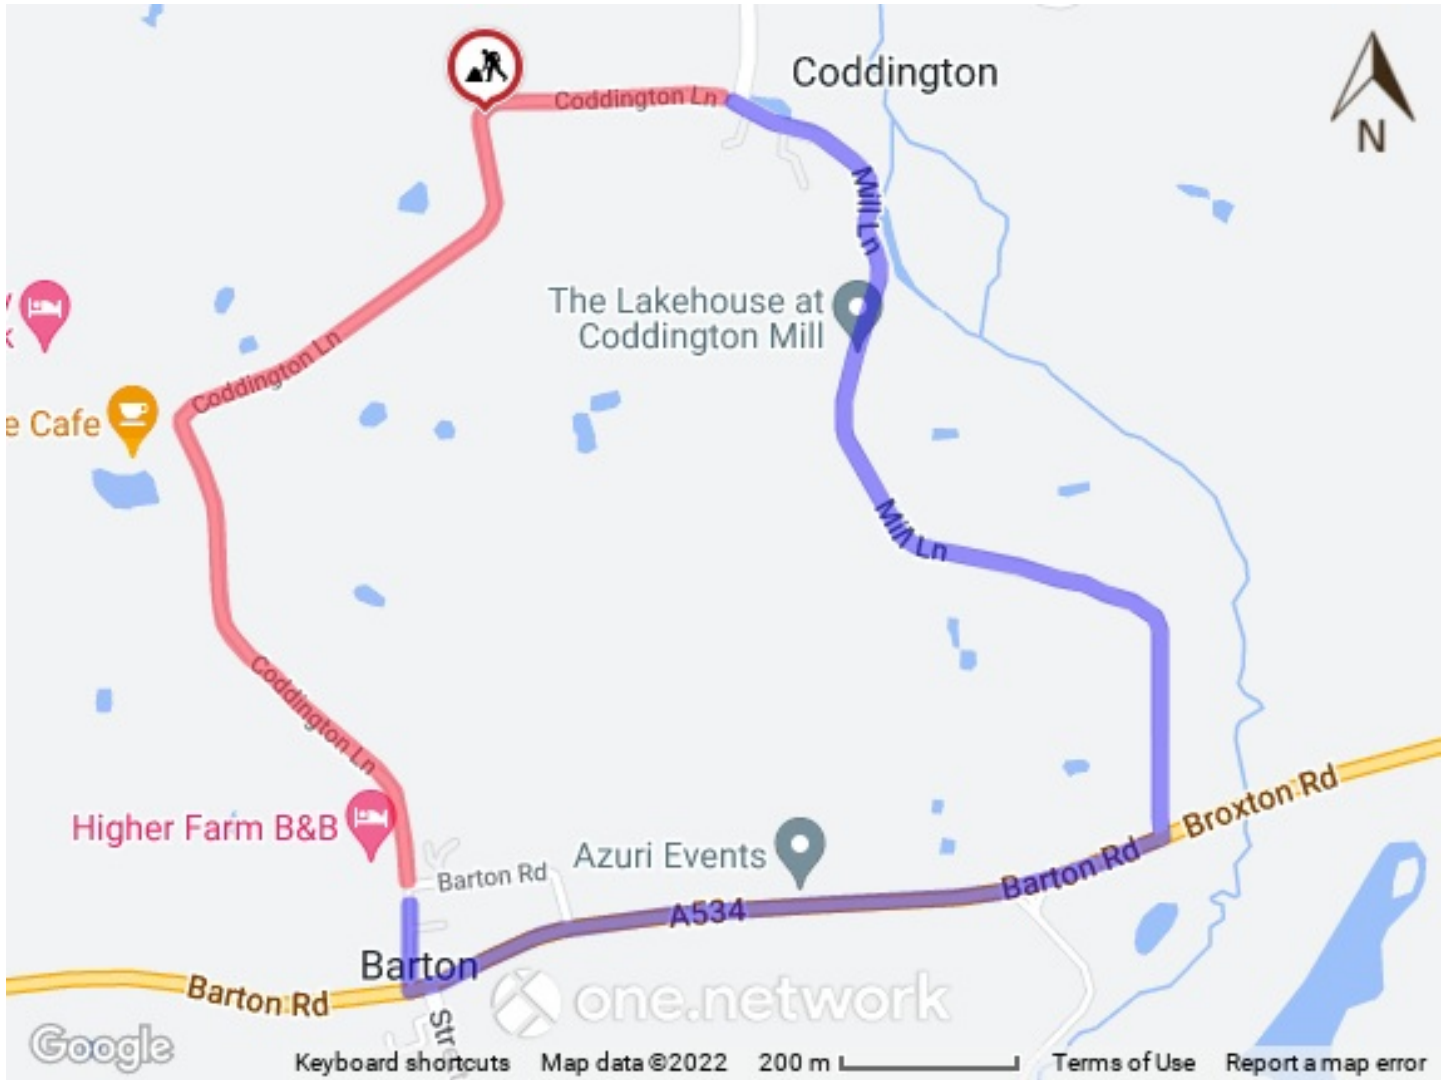 Coddington
Coddington Ln
N
Mill Ln
The Lakehouse at
Coddington Mill
Coddington Ln
e Cafe
Mill Ln
Coddington Ln
Broxton Rd
Higher Farm B&B
Azuri Events
Barton Rd
Barton Rd
A534
Barton
Barton Rd
one.network
Google
Keyboard shortcuts
Map data ©2022
200 m
Terms of Use
Report a map error